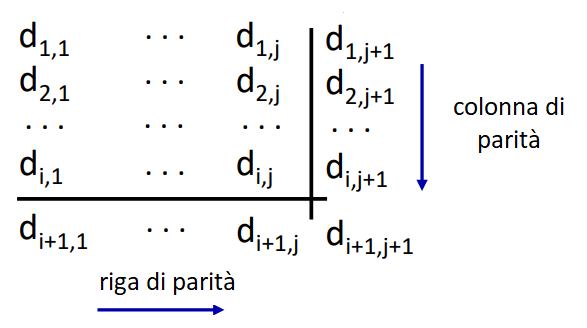 d1,1 ... d1,j d1,j+1
d2,1 ... d2,j d2,j+1
... ... ... ...
di,1 ... di,j di,j+1
di+1,1 ... di+1,j di+1,j+1
colonna di
parità
riga di parità